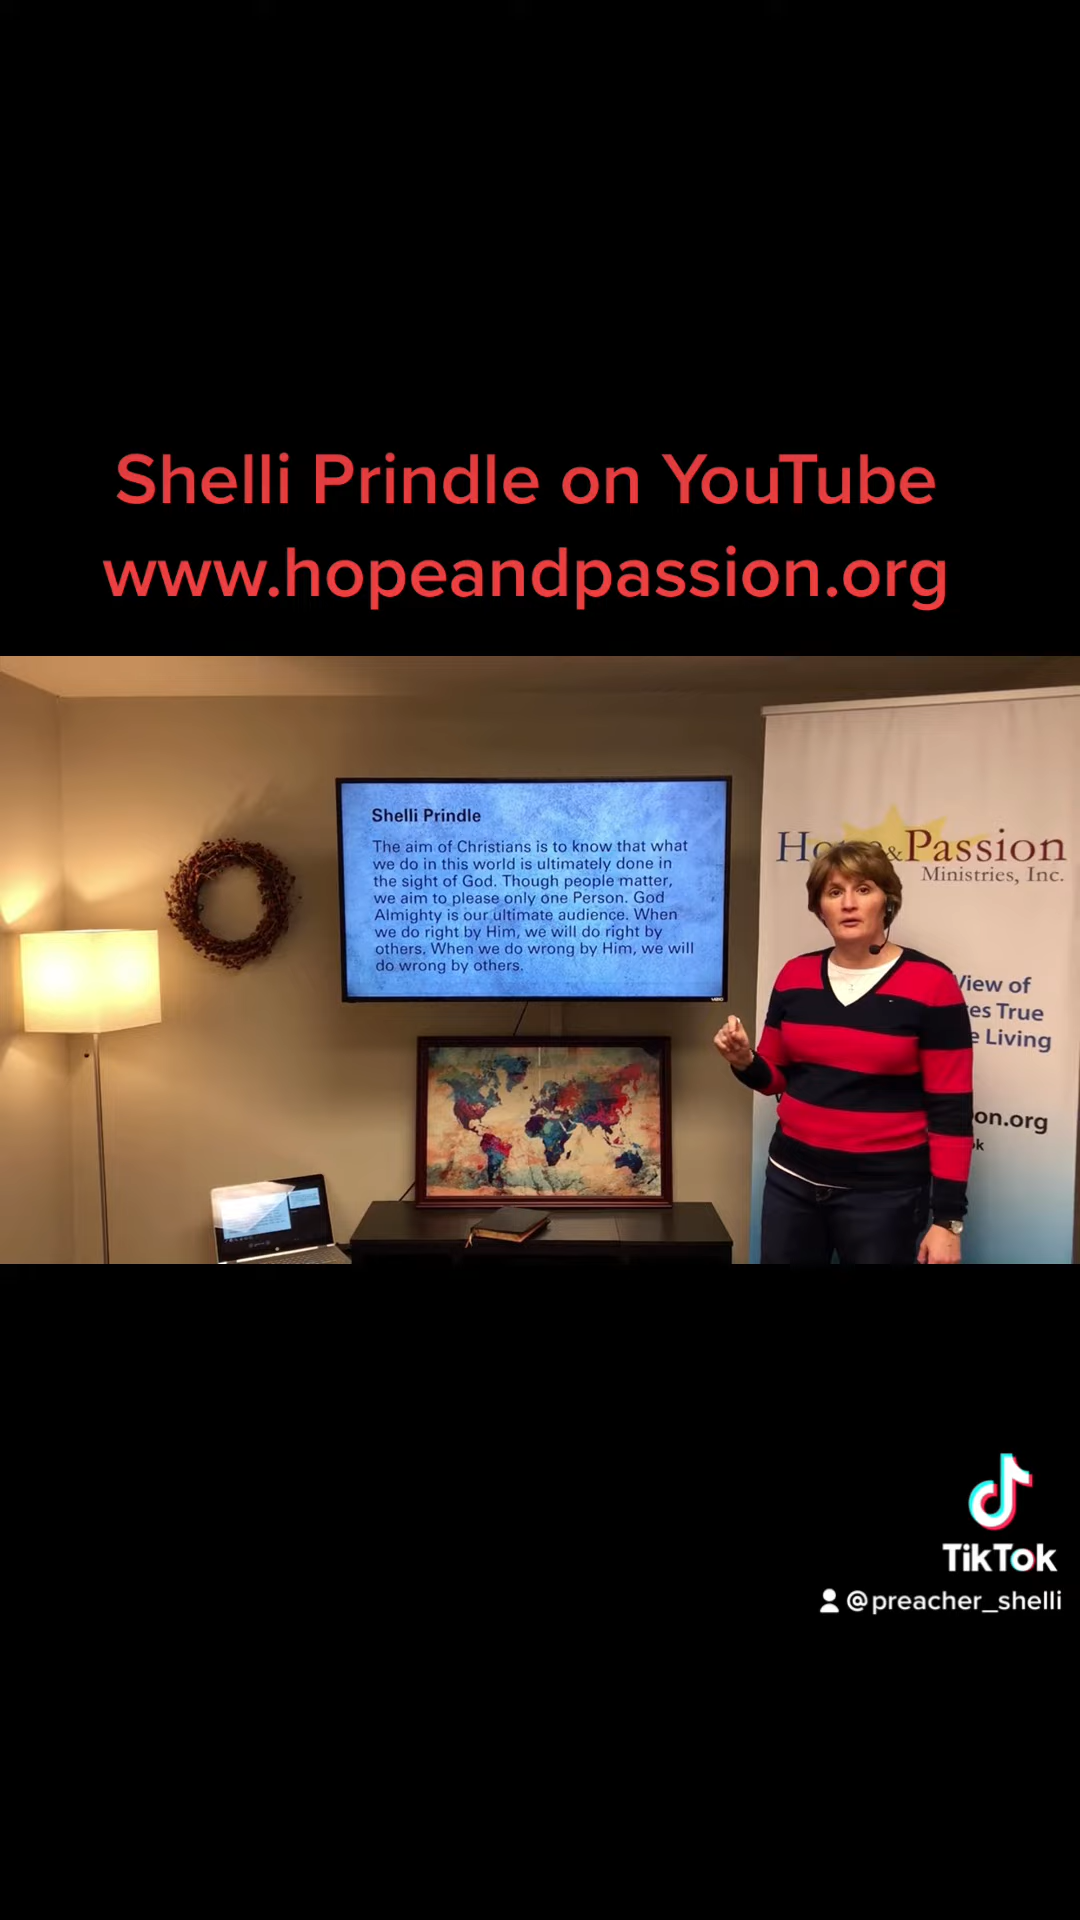 Shelli Prindle on YouTube
www.hopeandpassion.org
Shelli Prindle
The aim of Christians is to know that what
we do in this world is ultimately done in
the sight of God. Though people matter,
we aim to please only one Person. God
Almighty is our ultimate audience. When
we do right by Him, we will do right by
others. When we do wrong by Him, we will
do wrong by others.
VIZIO
Hope&Passion
Ministries, Inc.
View of
True
Living
TikTok
@preacher_shelli